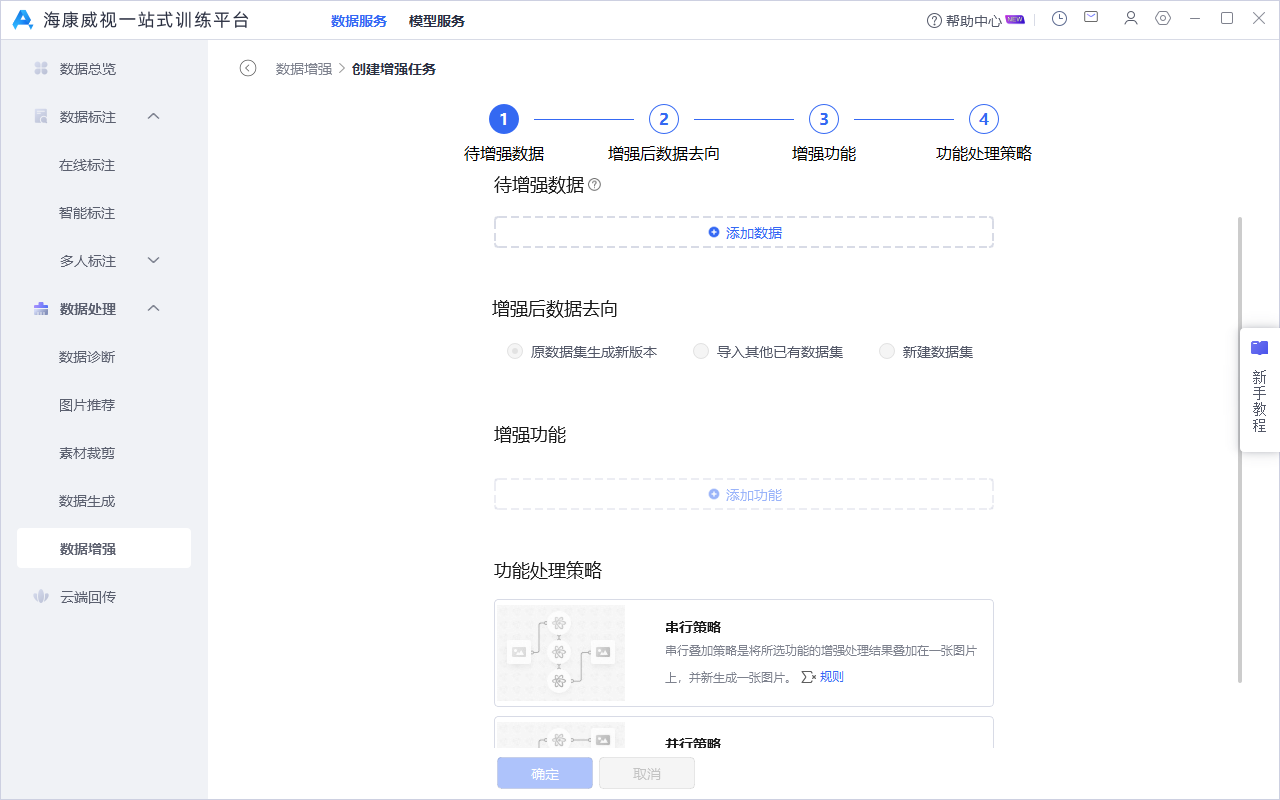 海康威视一站式训练平台
数据服务 模型服务
帮助中心 NEW
数据总览
数据标注
在线标注
智能标注
多人标注
数据处理
数据诊断
图片推荐
素材裁剪
数据生成
数据增强
云端回传
数据增强 > 创建增强任务
1 2 3 4
待增强数据 增强后数据去向 增强功能 功能处理策略
待增强数据
添加数据
增强后数据去向
原数据集生成新版本 导入其他已有数据集 新建数据集
增强功能
添加功能
功能处理策略
串行策略
串行叠加策略是将所选功能的增强处理结果叠加在一张图片
上，并新生成一张图片。 规则
并行策略
确定 取消
新手教程